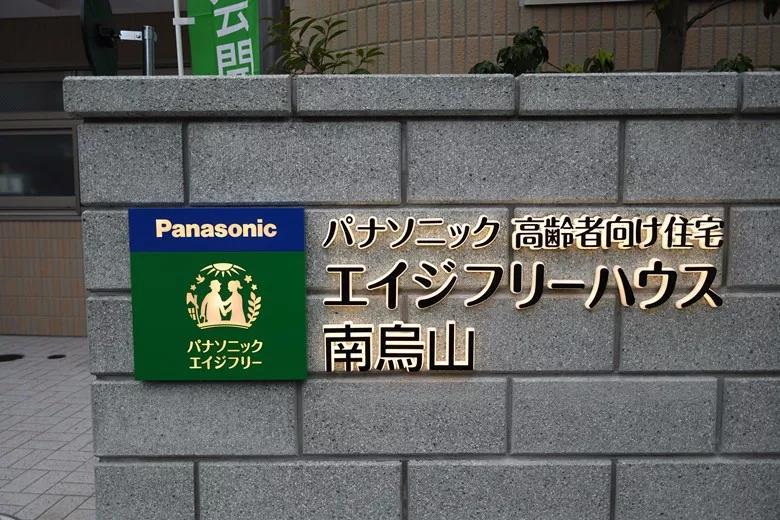 公開
Panasonic
パナソニック
エイジフリー
パナソニック 高齢者向け住宅
エイジフリーハウス
南烏山